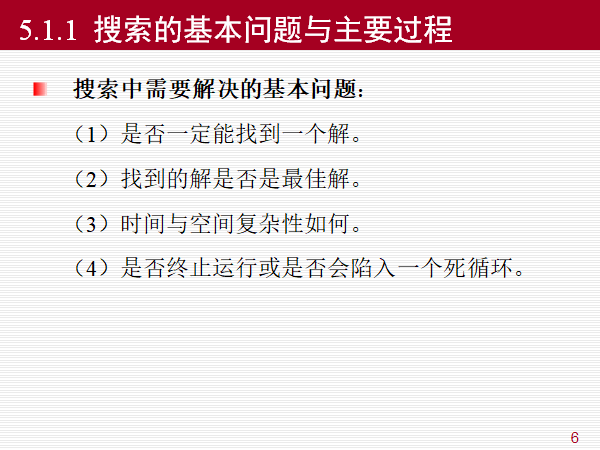 5.1.1 搜索的基本问题与主要过程
搜索中需要解决的基本问题：
（1）是否一定能找到一个解。
（2）找到的解是否是最佳解。
（3）时间与空间复杂性如何。
（4）是否终止运行或是否会陷入一个死循环。
6